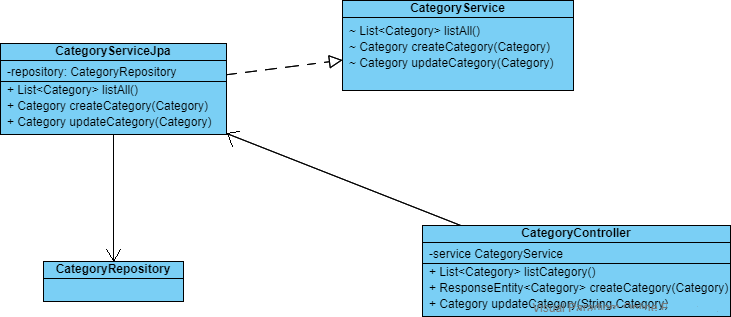 CategoryService
~ List<Category> listAll()
~ Category createCategory(Category)
~ Category updateCategory(Category)
CategoryServiceJpa
-repository: CategoryRepository
+ List<Category> listAll()
+ Category createCategory(Category)
+ Category updateCategory(Category)
CategoryController
-service CategoryService
+ List<Category> listCategory()
+ ResponseEntity<Category> createCategory(Category)
+ Category updateCategory(String,Category)
CategoryRepository